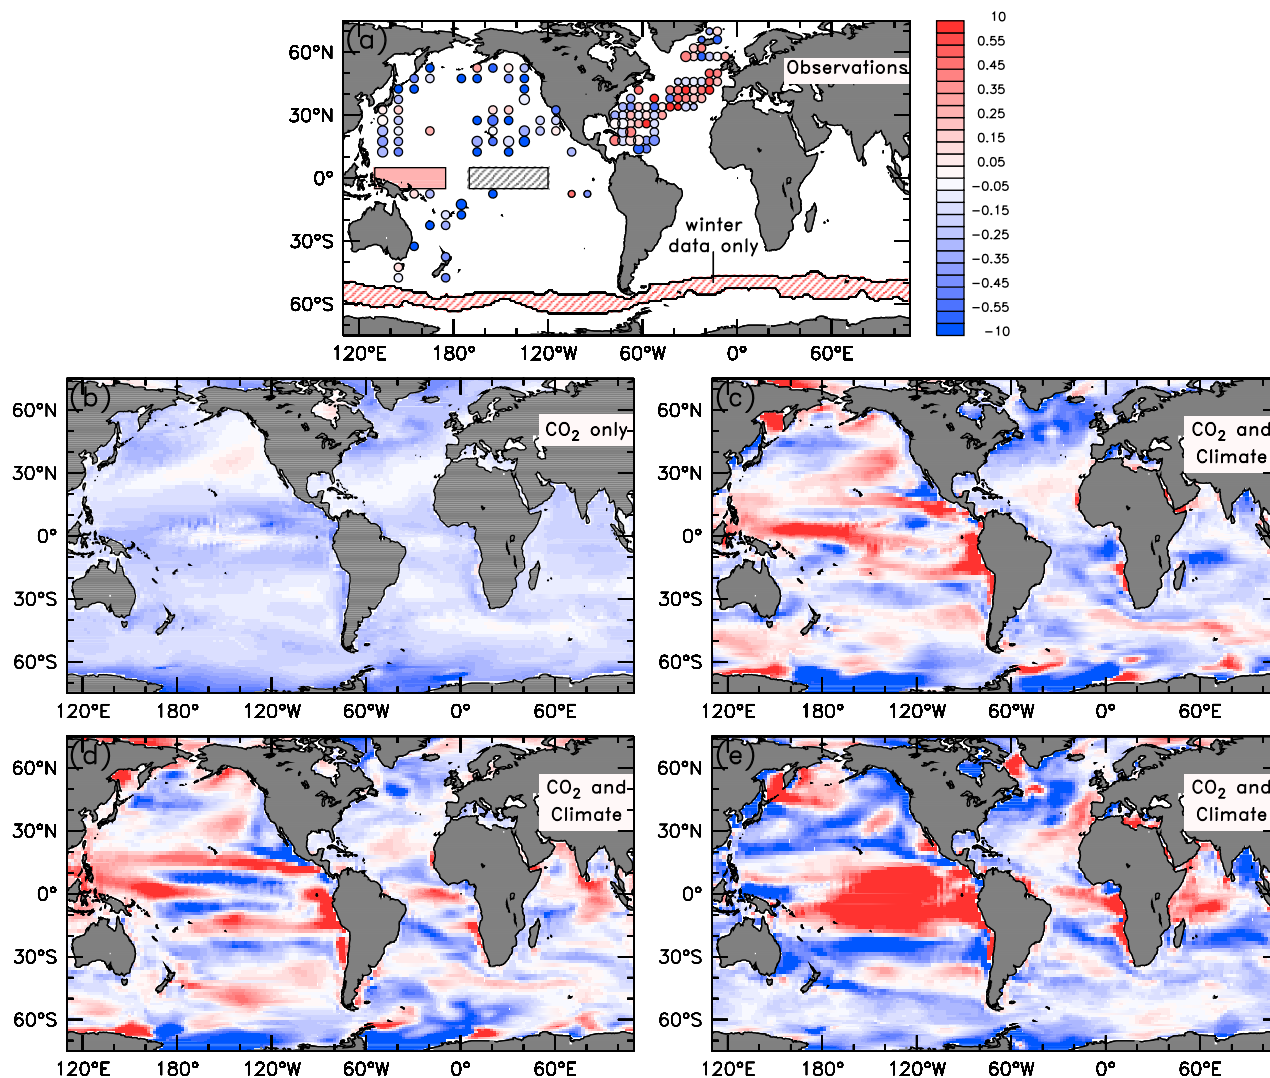 (a)
Observations
winter
data only
60°N
30°N
0°
30°S
60°S
120°E 180° 120°W 60°W 0° 60°E
10
0.55
0.45
0.35
0.25
0.15
0.05
-0.05
-0.15
-0.25
-0.35
-0.45
-0.55
-10
(b)
CO2 only
60°N
30°N
0°
30°S
60°S
120°E 180° 120°W 60°W 0° 60°E
(c)
CO2 and
Climate
60°N
30°N
0°
30°S
60°S
120°E 180° 120°W 60°W 0° 60°E
(d)
CO2 and
Climate
60°N
30°N
0°
30°S
60°S
120°E 180° 120°W 60°W 0° 60°E
(e)
CO2 and
Climate
60°N
30°N
0°
30°S
60°S
120°E 180° 120°W 60°W 0° 60°E